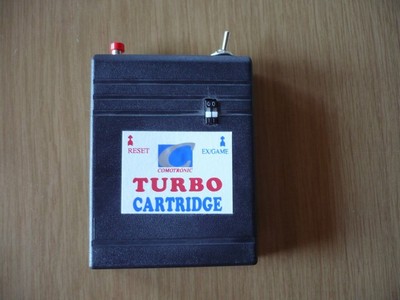 RESET EX/GAME
COMOTRONIC
TURBO
CARTRIDGE